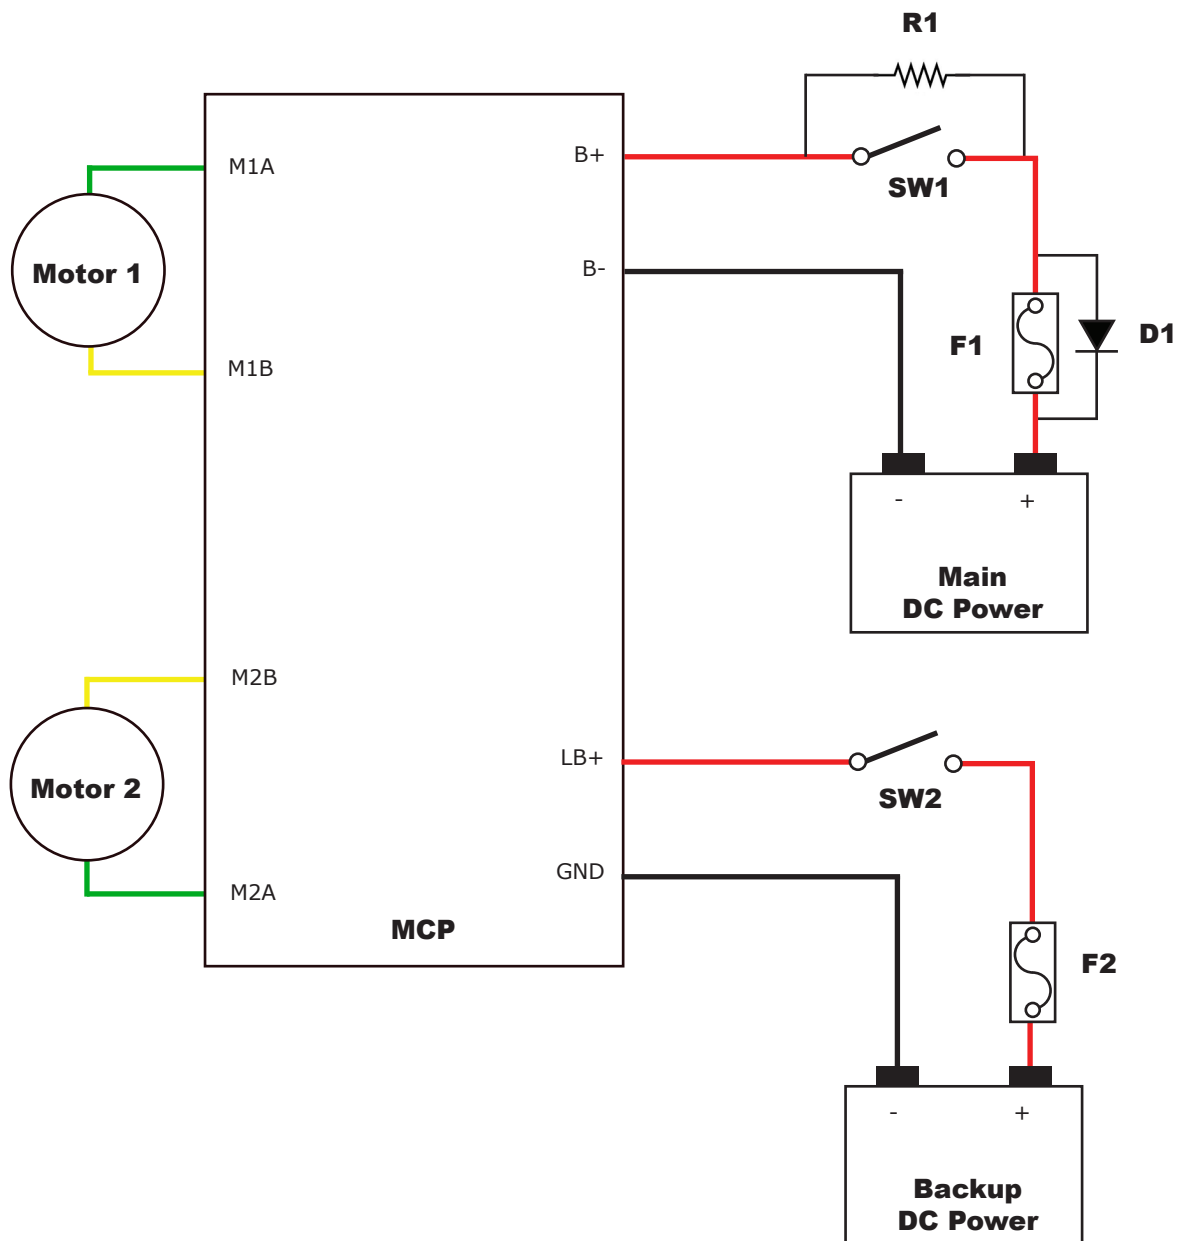 R1
M1A
B+
SW1
B-
Motor 1
F1
D1
M1B
-
+
Main
DC Power
M2B
LB+
Motor 2
SW2
M2A
GND
MCP
F2
-
+
Backup
DC Power